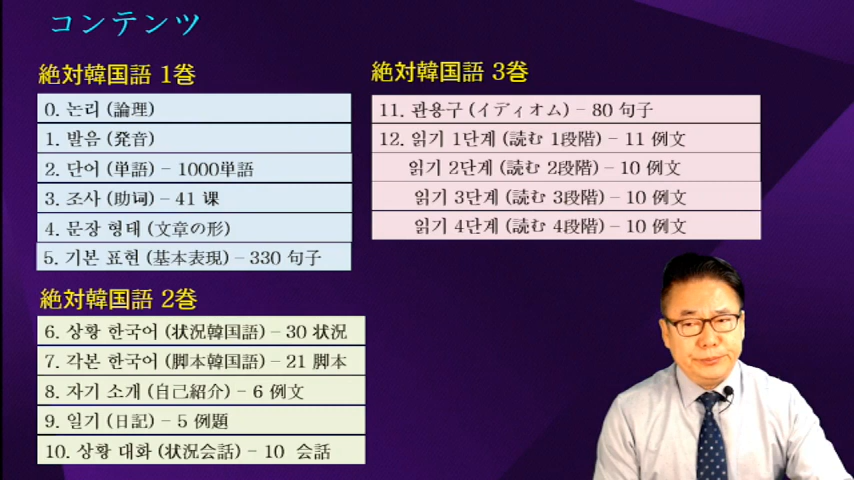 コンテンツ
絶対韓国語 1巻
0. 논리 (論理)
1. 발음 (発音)
2. 단어 (単語) – 1000単語
3. 조사 (助词) – 41 课
4. 문장 형태 (文章の形)
5. 기본 표현 (基本表現) – 330 句子
絶対韓国語 2巻
6. 상황 한국어 (状況韓国語) – 30 状況
7. 각본 한국어 (脚本韓国語) – 21 脚本
8. 자기 소개 (自己紹介) – 6 例文
9. 일기 (日記) – 5 例題
10. 상황 대화 (状況会話) – 10 会話
絶対韓国語 3巻
11. 관용구 (イディオム) – 80 句子
12. 읽기 1단계 (読む 1段階) – 11 例文
읽기 2단계 (読む 2段階) – 10 例文
읽기 3단계 (読む 3段階) – 10 例文
읽기 4단계 (読む 4段階) – 10 例文